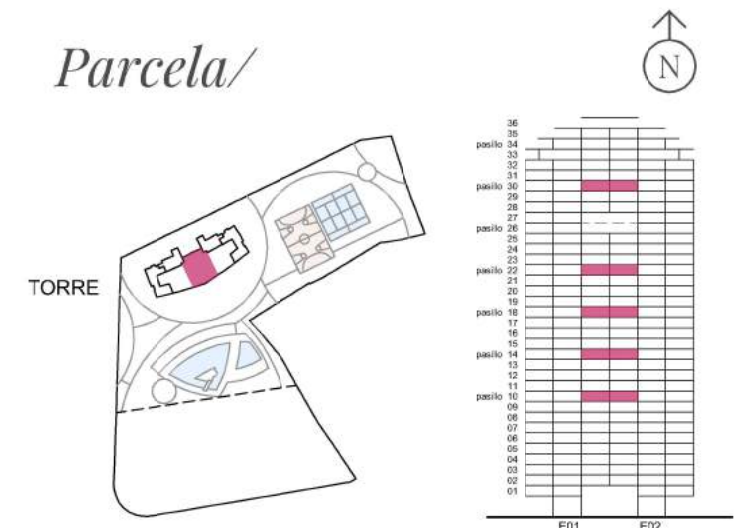 Parcela/
N
TORRE
36
35
pasillo 34
33
32
31
pasillo 30
29
28
27
pasillo 26
25
24
23
pasillo 22
21
20
19
pasillo 18
17
16
15
pasillo 14
13
12
11
pasillo 10
09
08
07
06
05
04
03
02
01
E01 E02